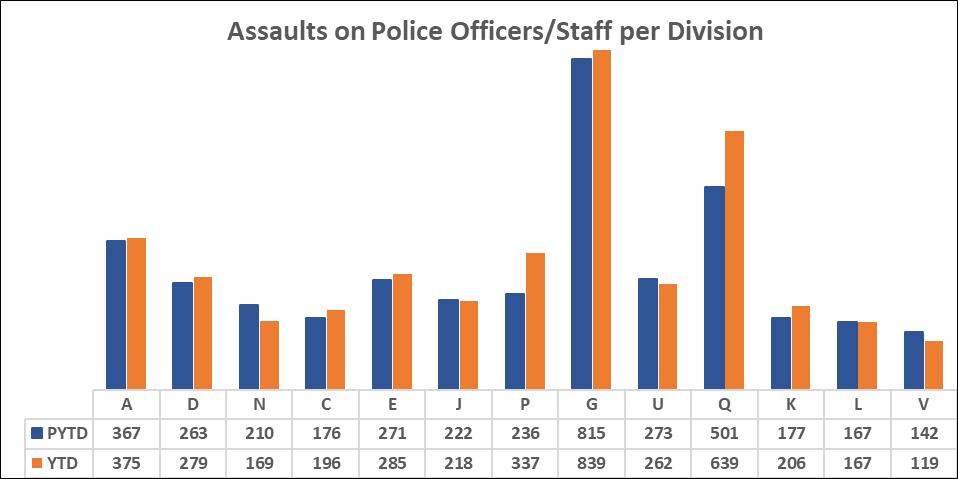 Assaults on Police Officers/Staff per Division
A D N C E J P G U Q K L V
PYTD 367 263 210 176 271 222 236 815 273 501 177 167 142
YTD 375 279 169 196 285 218 337 839 262 639 206 167 119